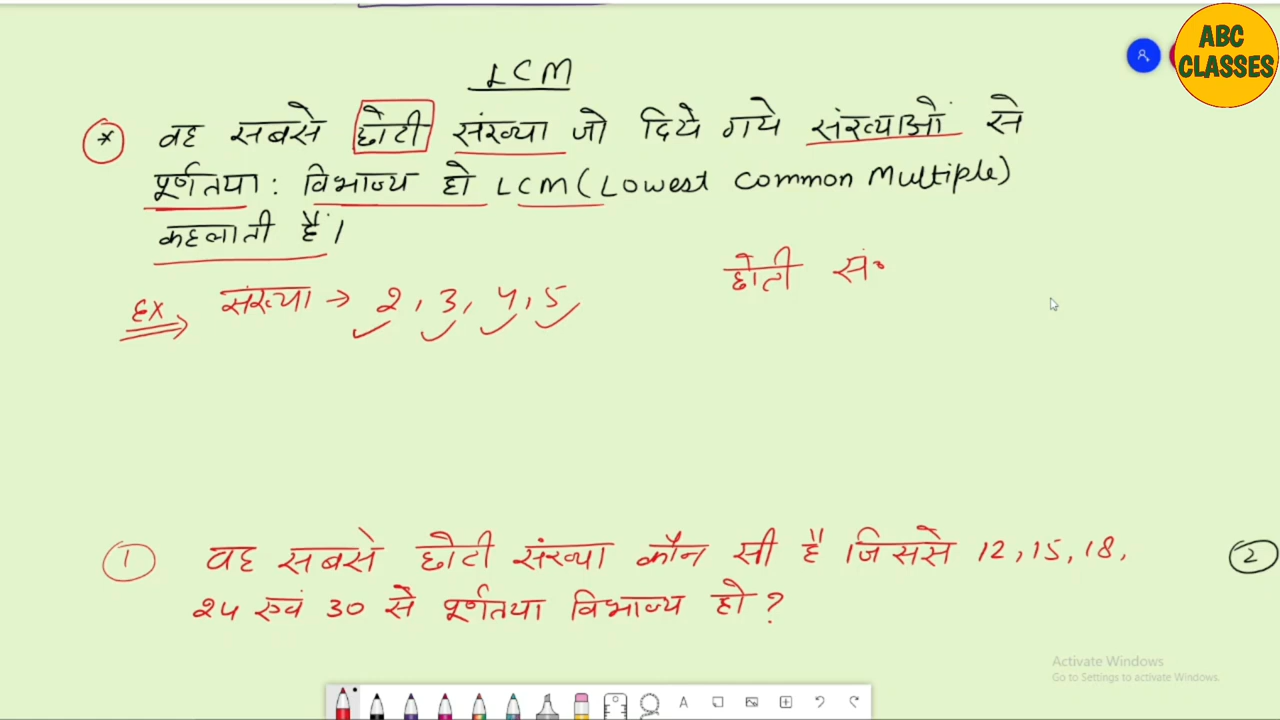 ABC
CLASSES
LCM
* वह सबसे छोटी संख्या जो दिये गये संख्याओं से
पूर्णतया: विभाज्य हो LCM (Lowest Common Multiple)
कहलाती है।
छोटी सं॰
Ex संख्या → 2, 3, 4, 5
① वह सबसे छोटी संख्या कौन सी है जिससे 12, 15, 18,
24 एवं 30 से पूर्णतया विभाज्य हो ?
②
Activate Windows
Go to Settings to activate Windows.